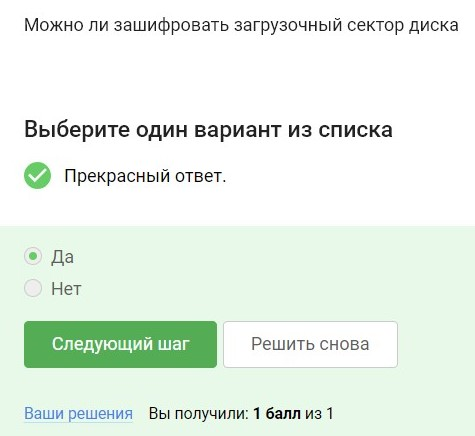 Можно ли зашифровать загрузочный сектор диска
Выберите один вариант из списка
Прекрасный ответ.
Да
Нет
Следующий шаг Решить снова
Ваши решения Вы получили: 1 балл из 1